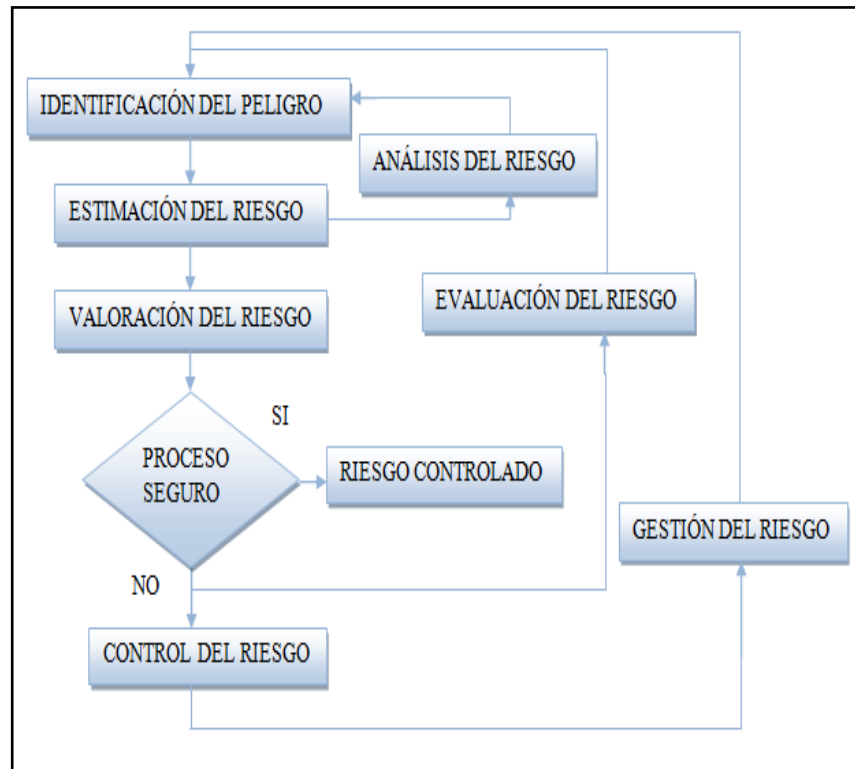 IDENTIFICACIÓN DEL PELIGRO
ANÁLISIS DEL RIESGO
ESTIMACIÓN DEL RIESGO
EVALUACIÓN DEL RIESGO
VALORACIÓN DEL RIESGO
SI
PROCESO
SEGURO
RIESGO CONTROLADO
GESTIÓN DEL RIESGO
NO
CONTROL DEL RIESGO